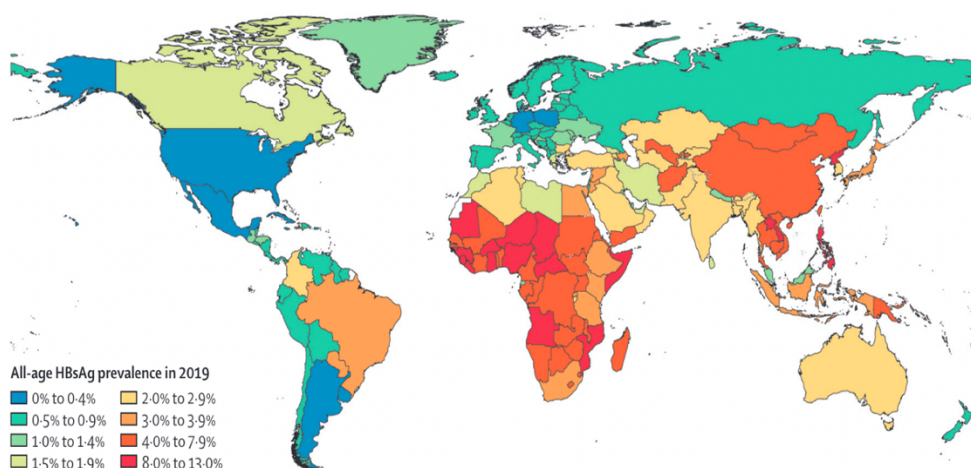 All-age HBsAg prevalence in 2019
0% to 0·4%
0·5% to 0·9%
1·0% to 1·4%
1·5% to 1·9%
2·0% to 2·9%
3·0% to 3·9%
4·0% to 7·9%
8·0% to 13·0%